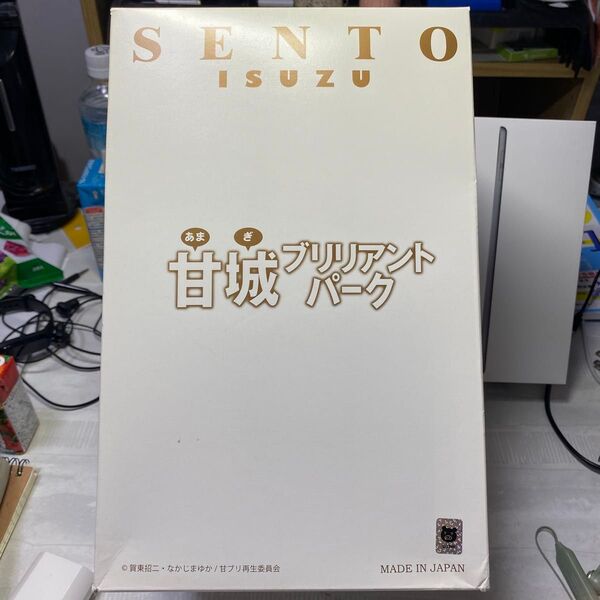 SENTO
ISUZU
あま ぎ
甘城ブリリアント
パーク
© 賀東招二・なかじまゆか / 甘ブリ再生委員会
MADE IN JAPAN